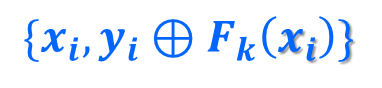 {xᵢ, yᵢ ⊕ Fₖ(xᵢ)}